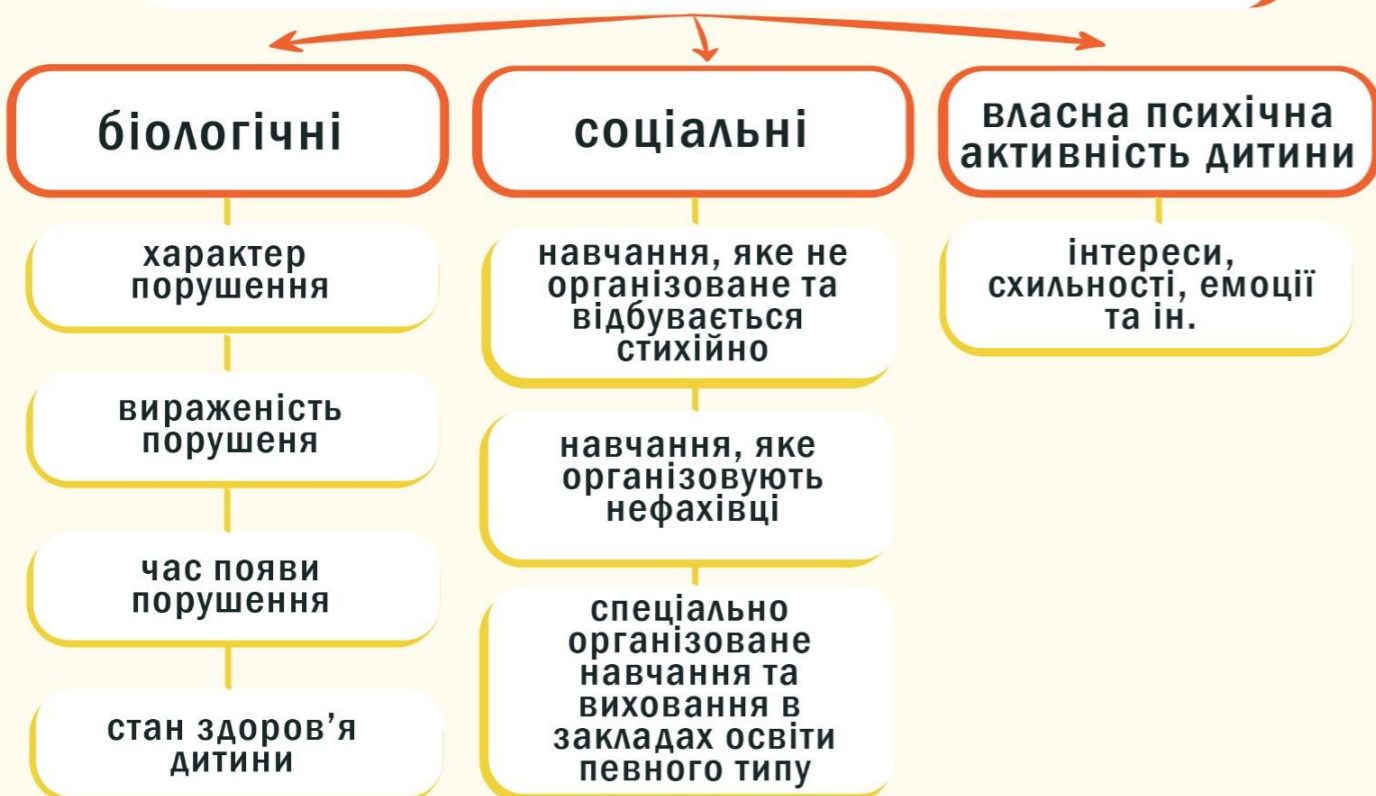 біологічні
характер
порушення
вираженість
порушеня
час появи
порушення
стан здоров’я
дитини
соціальні
навчання, яке не
організоване та
відбувається
стихійно
навчання, яке
організовують
нефахівці
спеціально
організоване
навчання та
виховання в
закладах освіти
певного типу
власна психічна
активність дитини
інтереси,
схильності, емоції
та ін.